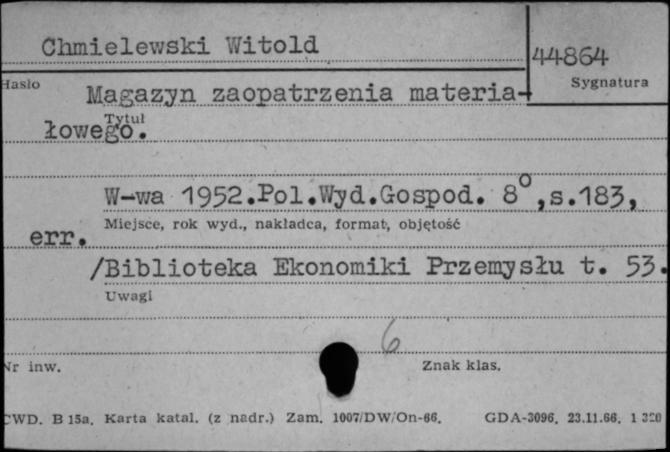 Chmielewski Witold
44864
Hasło
Sygnatura
Magazyn zaopatrzenia materia-
Tytuł
łowego.
W-wa 1952.Pol.Wyd.Gospod. 8°,s.183,
Miejsce, rok wyd., nakładca, format, objętość
err.
/Biblioteka Ekonomiki Przemysłu t. 53.
Uwagi
6
Nr inw.
Znak klas.
CWD. B 15a. Karta katal. (z nadr.) Zam. 1007/DW/On-66. GDA-3096. 23.11.66. 1 320